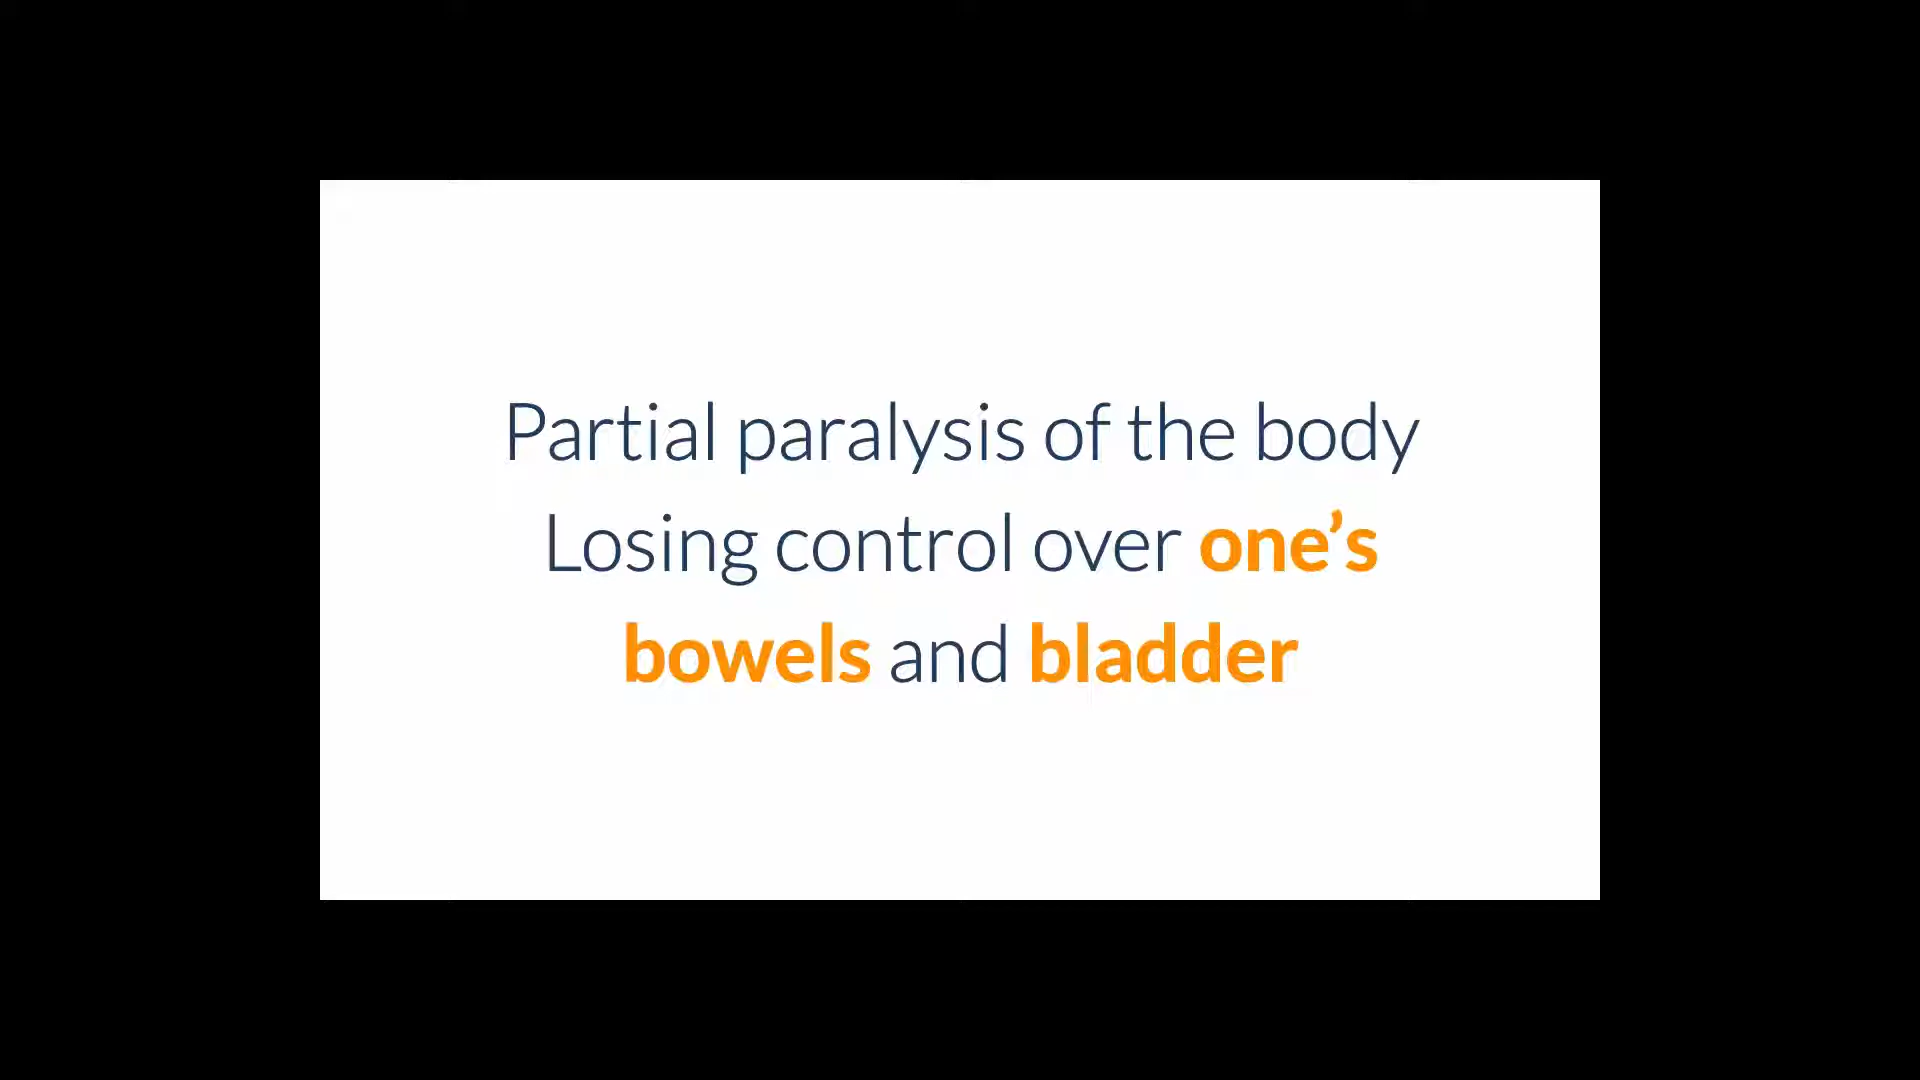 Partial paralysis of the body
Losing control over one’s
bowels and bladder